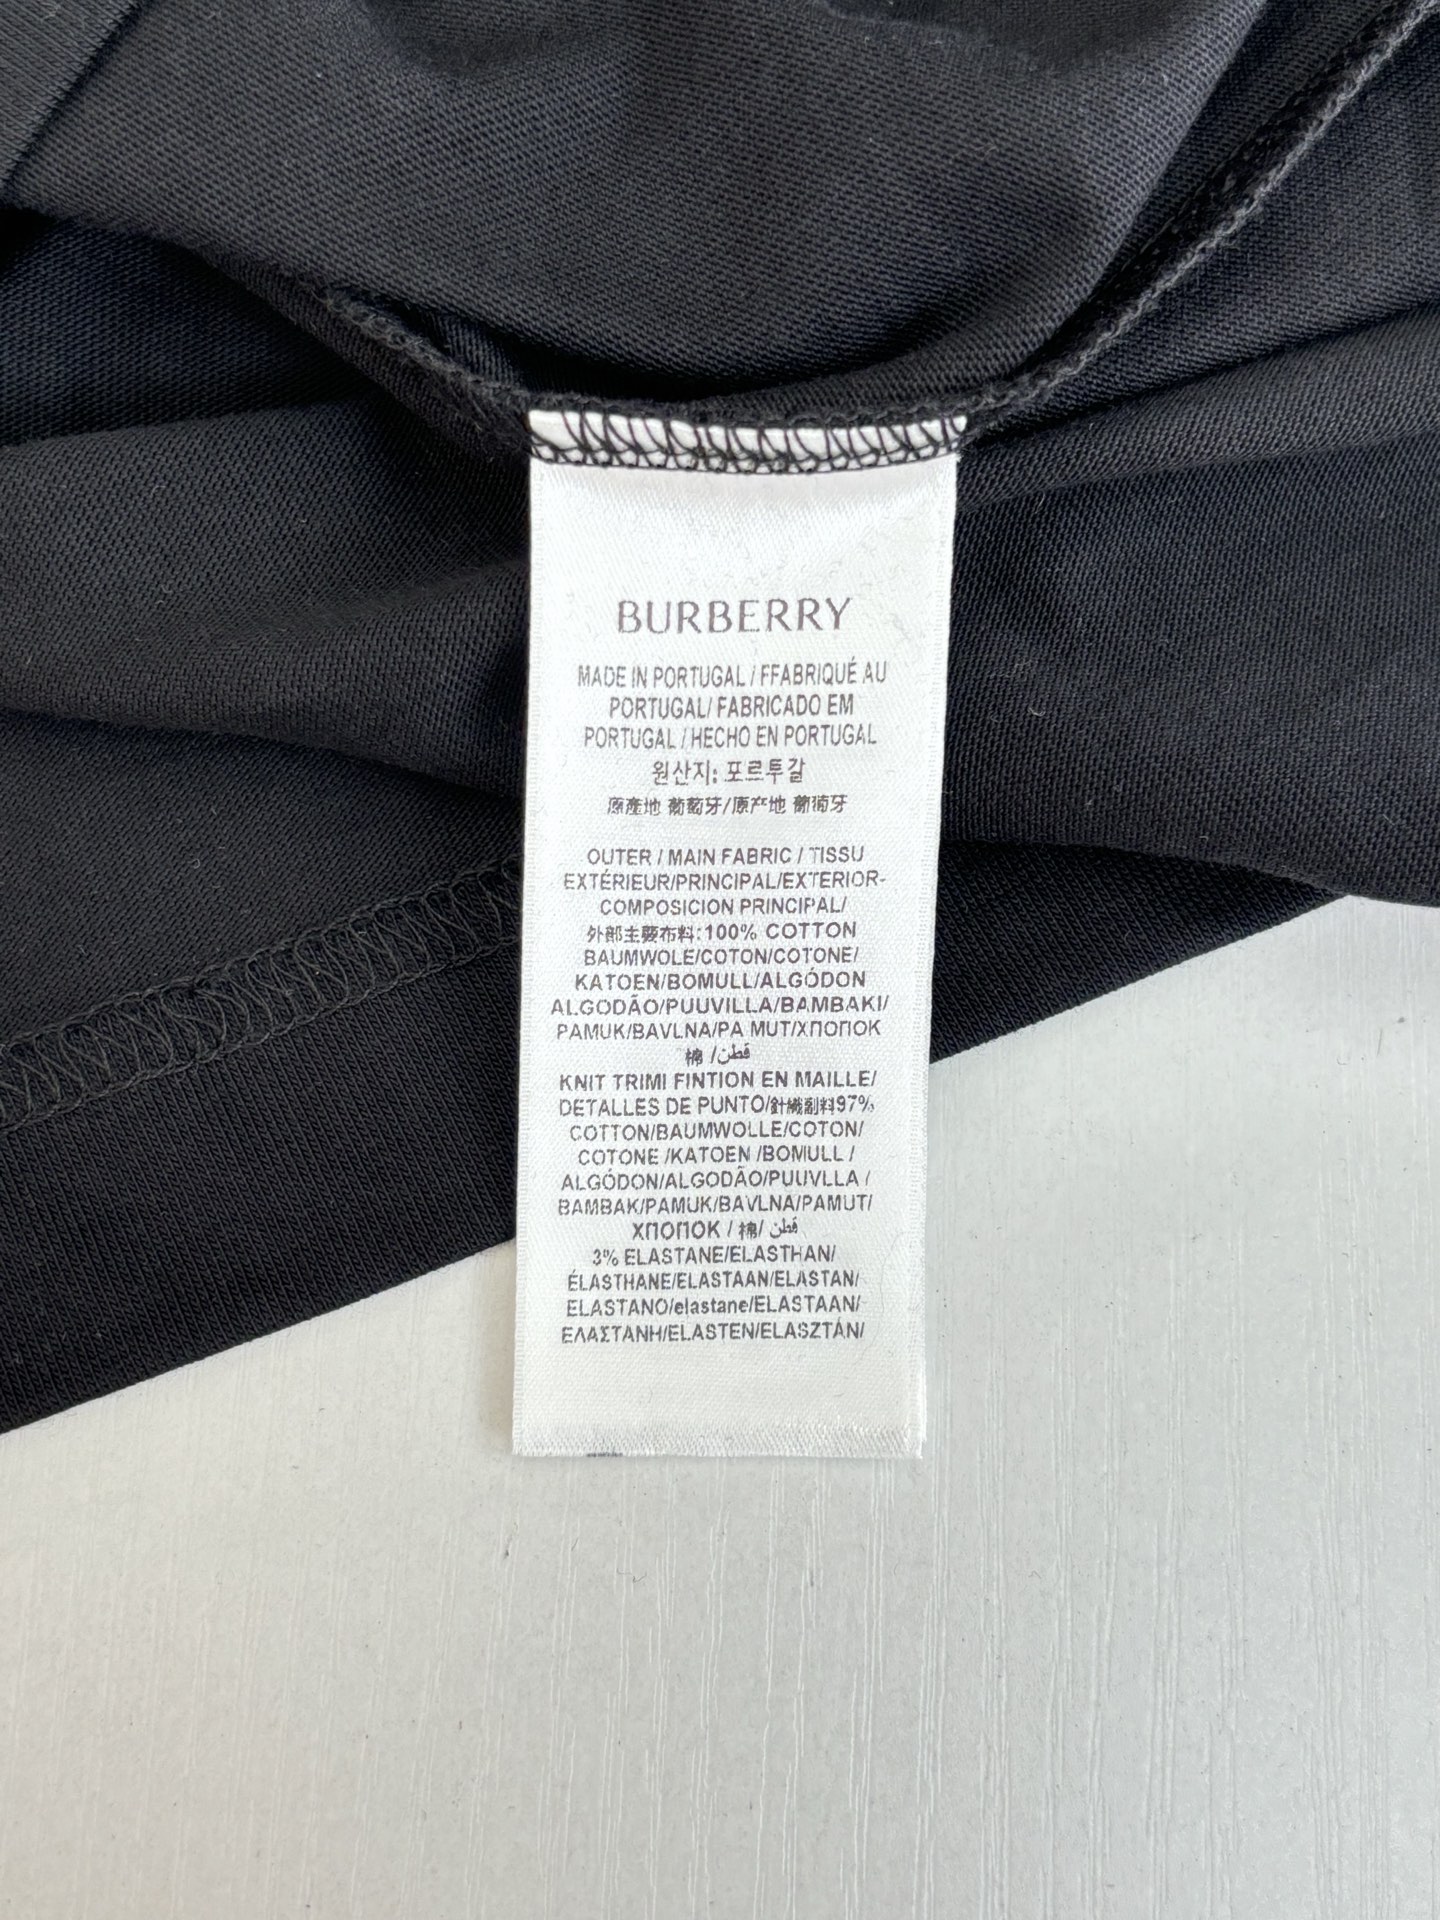 BURBERRY
MADE IN PORTUGAL / FFABRIQUÉ AU
PORTUGAL/ FABRICADO EM
PORTUGAL / HECHO EN PORTUGAL
원산지: 포르투갈
原產地 葡萄牙/原产地 葡萄牙
OUTER / MAIN FABRIC / TISSU
EXTÉRIEUR/PRINCIPAL/EXTERIOR-
COMPOSICION PRINCIPAL/
外部主要布料:100% COTTON
BAUMWOLE/COTON/COTONE/
KATOEN/BOMULL/ALGÓDON
ALGODÃO/PUUVILLA/BAMBAKI/
PAMUK/BAVLNA/PA MUT/ХПОПОК
棉 /قطن/
KNIT TRIMI FINTION EN MAILLE/
DETALLES DE PUNTO/針織副料97%
COTTON/BAUMWOLLE/COTON/
COTONE /KATOEN /BOMULL /
ALGÓDON/ALGODÃO/PUUVLLA /
BAMBAK/PAMUK/BAVLNA/PAMUT/
ХПОПОК / 棉/ قطن
3% ELASTANE/ELASTHAN/
ÉLASTHANE/ELASTAAN/ELASTAN/
ELASTANO/elastane/ELASTAAN/
ΕΛΑΣΤΑΝΗ/ELASTEN/ELASZTÁN/